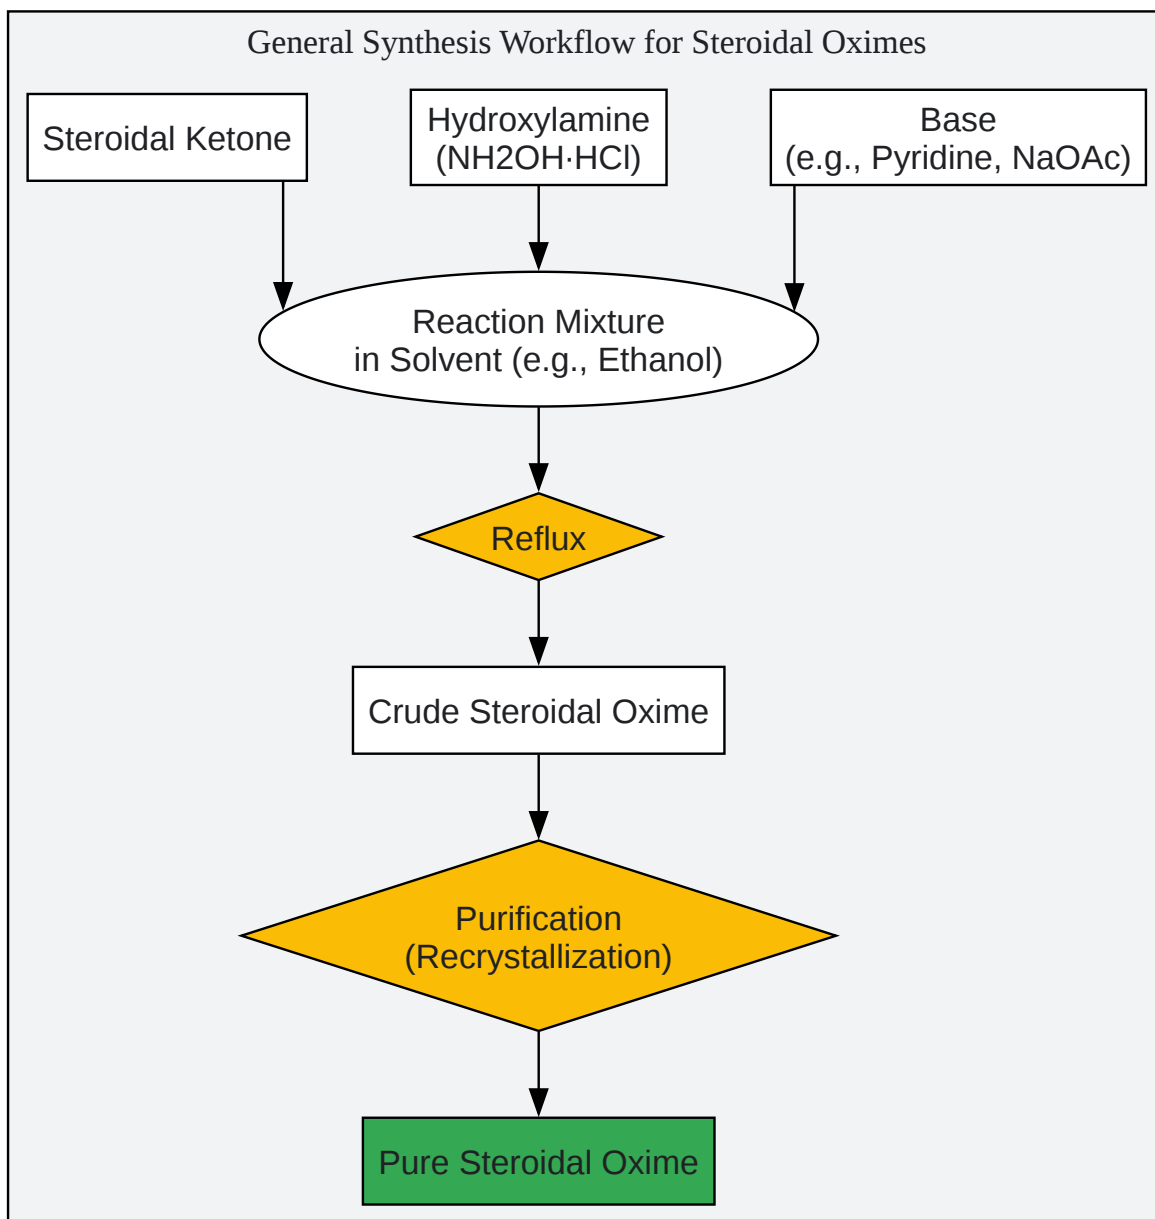 General Synthesis Workflow for Steroidal Oximes
Steroidal Ketone
Hydroxylamine
(NH2OH·HCl)
Base
(e.g., Pyridine, NaOAc)
Reaction Mixture
in Solvent (e.g., Ethanol)
Reflux
Crude Steroidal Oxime
Purification
(Recrystallization)
Pure Steroidal Oxime